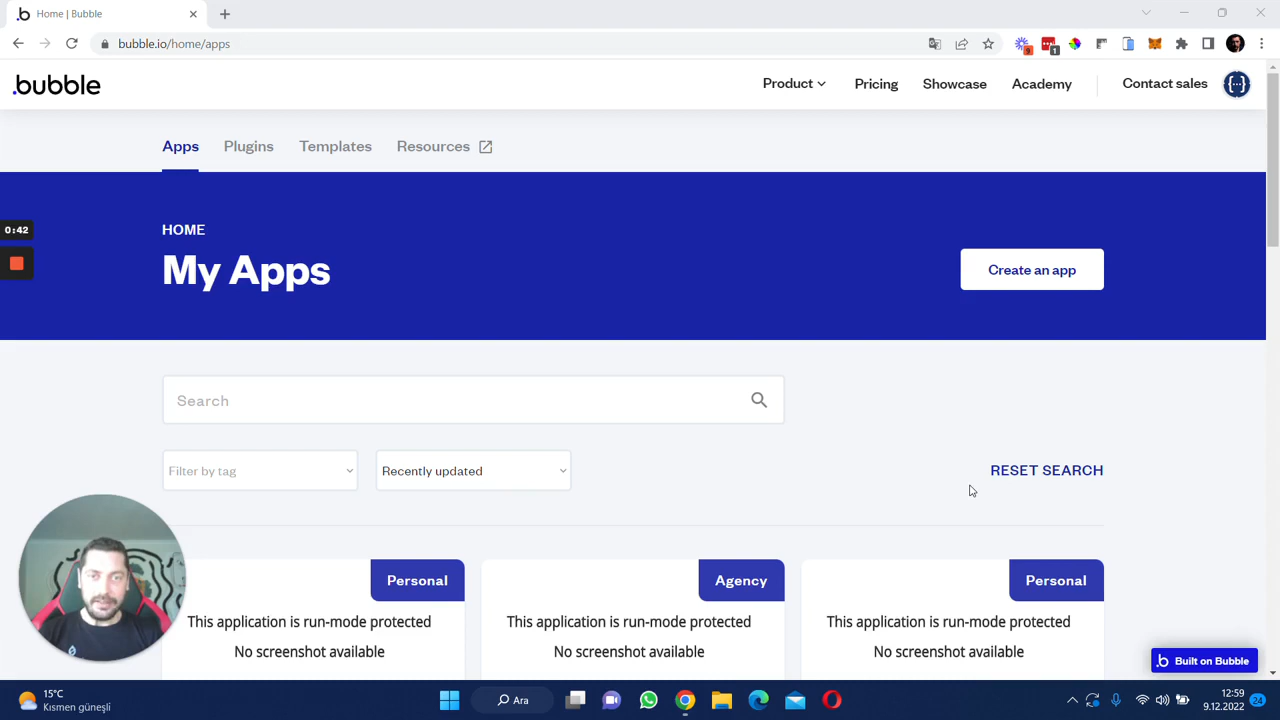 Home | Bubble
bubble.io/home/apps
9
1
.bubble
Product
Pricing
Showcase
Academy
Contact sales
Apps
Plugins
Templates
Resources
0:42
HOME
My Apps
Create an app
Search
Filter by tag
Recently updated
RESET SEARCH
Personal
This application is run-mode protected
No screenshot available
Agency
This application is run-mode protected
No screenshot available
Personal
This application is run-mode protected
No screenshot available
b Built on Bubble
15°C
Kısmen güneşli
Ara
12:59
9.12.2022
24